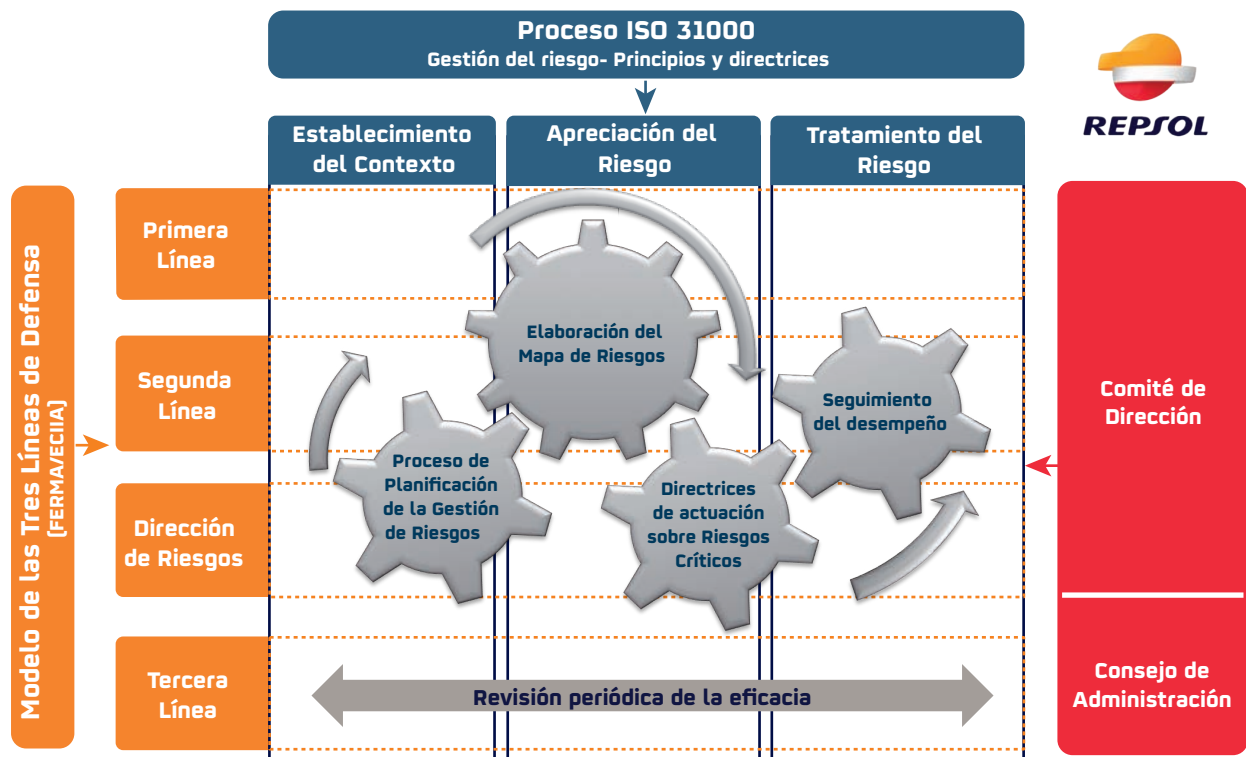 Proceso ISO 31000
Gestión del riesgo- Principios y directrices
REPSOL
Establecimiento
del Contexto
Apreciación del
Riesgo
Tratamiento del
Riesgo
Modelo de las Tres Líneas de Defensa
[FERMA/ECIIA]
Primera
Línea
Segunda
Línea
Dirección
de Riesgos
Tercera
Línea
Elaboración del
Mapa de Riesgos
Proceso de
Planificación
de la Gestión
de Riesgos
Directrices
de actuación
sobre Riesgos
Críticos
Seguimiento
del desempeño
Revisión periódica de la eficacia
Comité de
Dirección
Consejo de
Administración